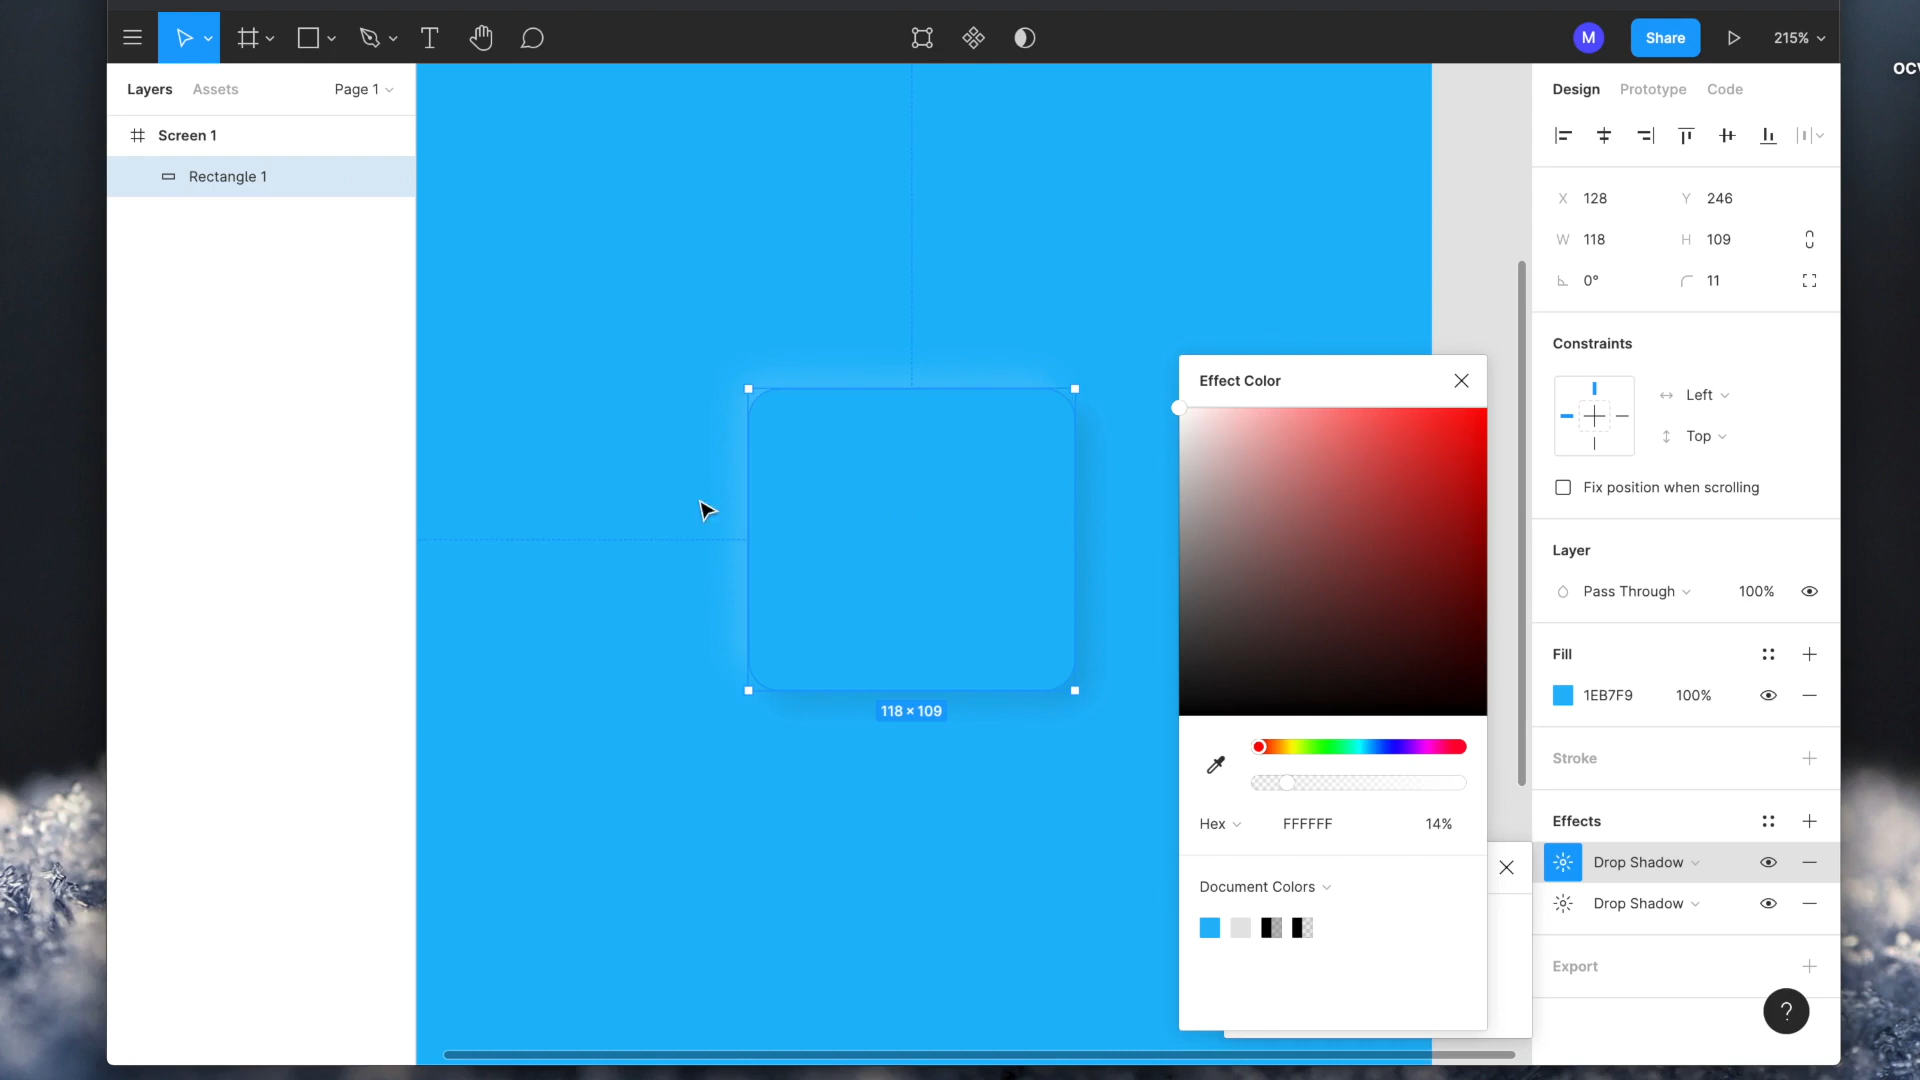 M
Share
215%
Layers
Assets
Page 1
Screen 1
Rectangle 1
118 × 109
Design
Prototype
Code
X 128
Y 246
W 118
H 109
0°
11
Constraints
Left
Top
Fix position when scrolling
Layer
Pass Through
100%
Fill
1EB7F9
100%
Stroke
Effects
Drop Shadow
Drop Shadow
Export
?
Effect Color
Hex
FFFFFF
14%
Document Colors